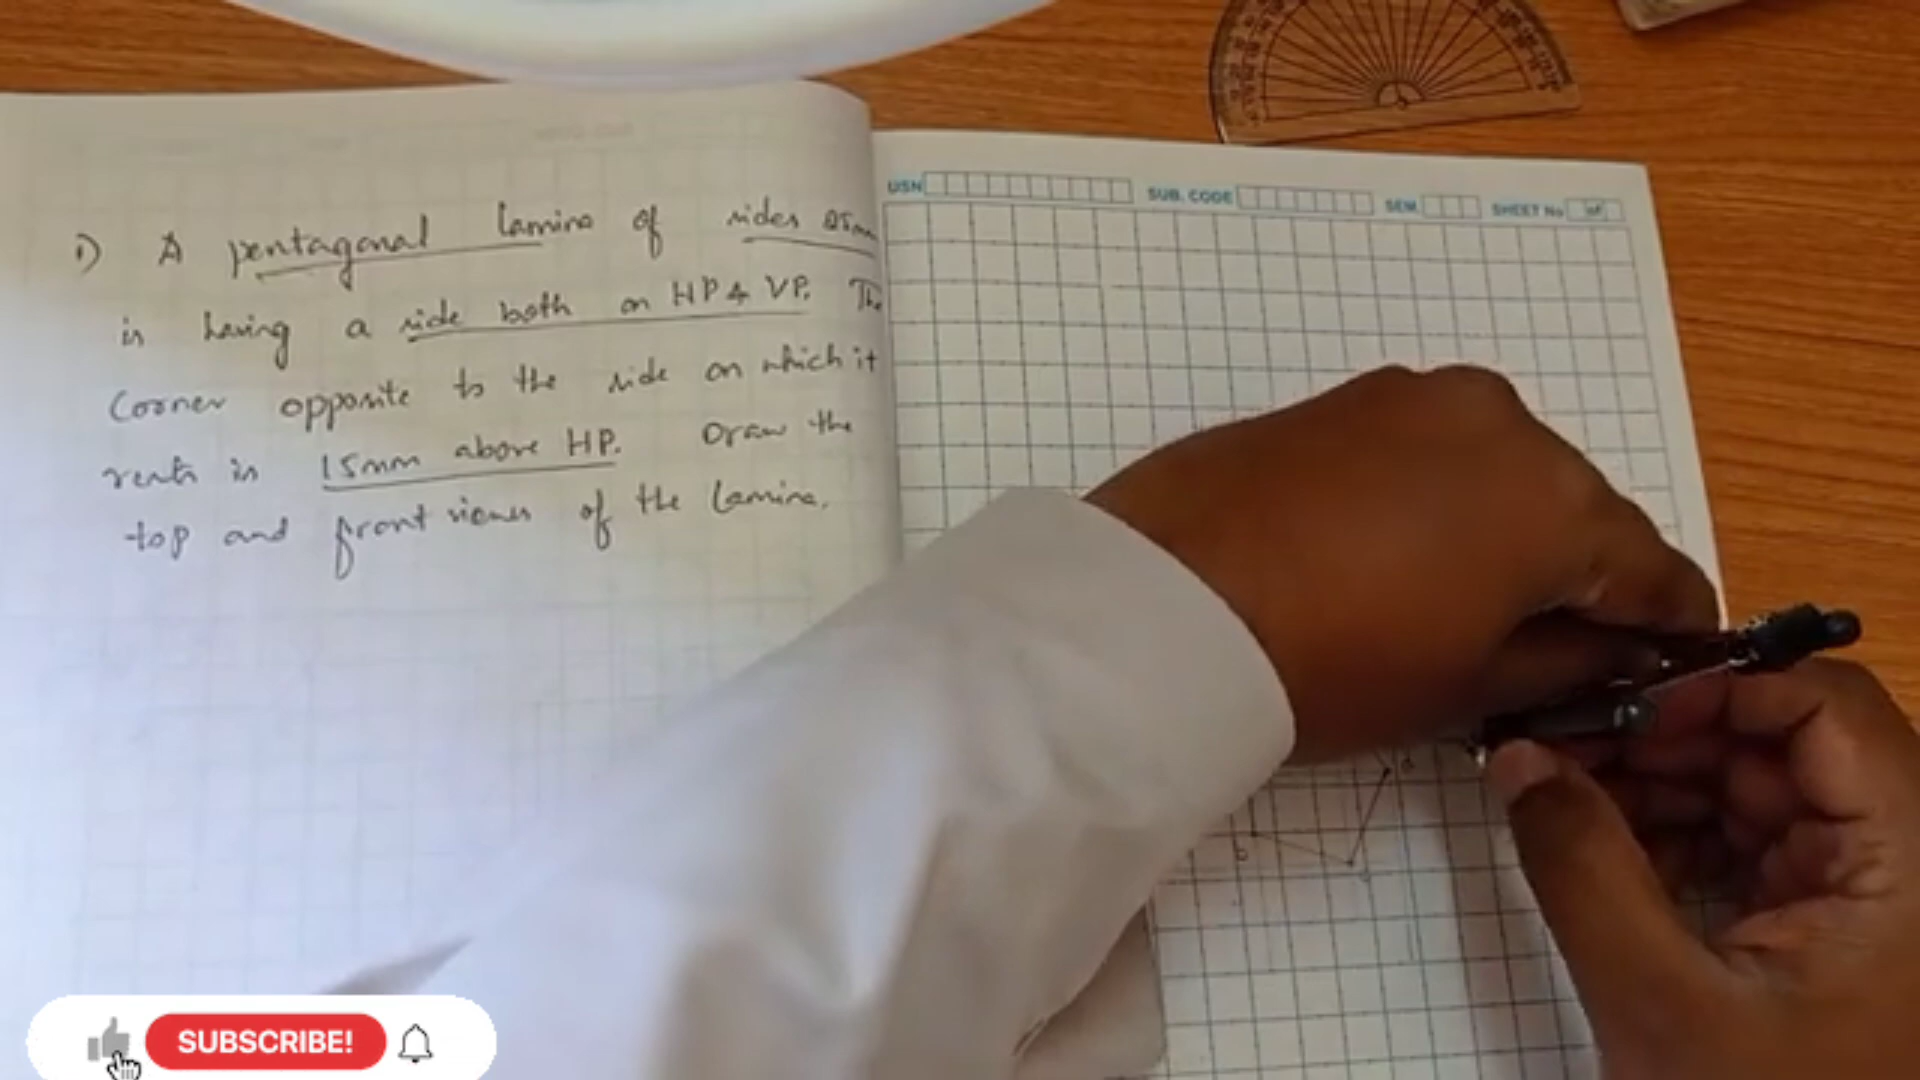 USN
SUB. CODE
SEM
SHEET No of
1) A pentagonal lamina of sides 25mm
is having a side both on HP & VP. The
Corner opposite to the side on which it
rests is 15mm above HP. Draw the
top and front views of the lamina.
d
b
SUBSCRIBE!